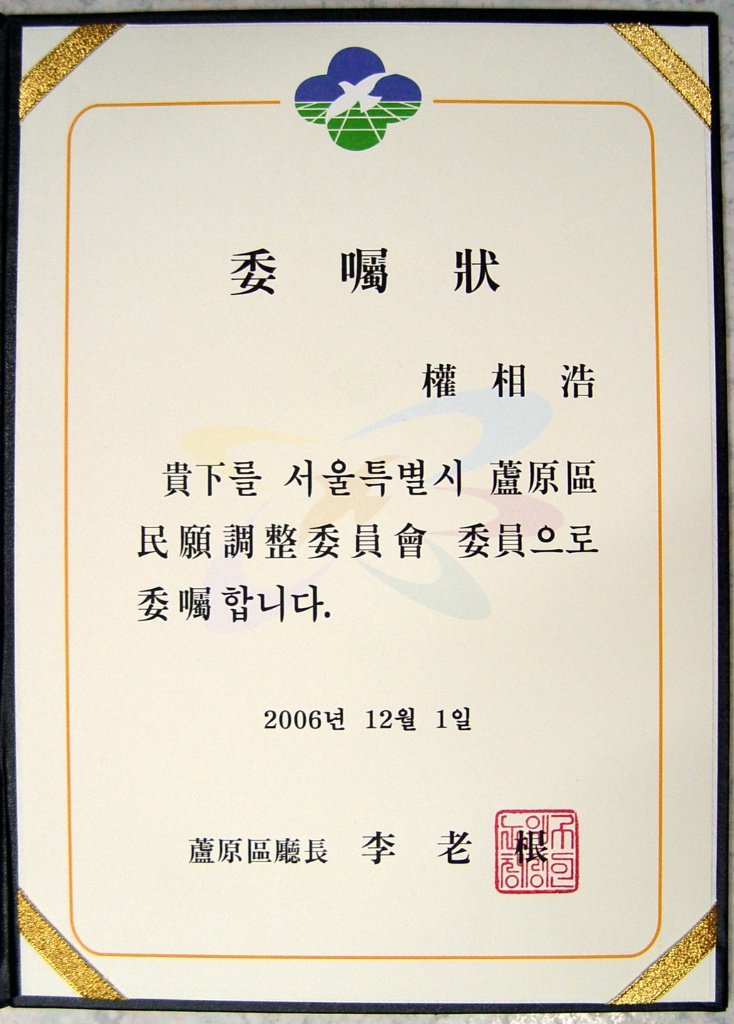 委 囑 狀
權 相 浩
貴下를 서울특별시 蘆原區
民願調整委員會 委員으로
委囑합니다.
2006년 12월 1일
蘆原區廳長 李 老 根